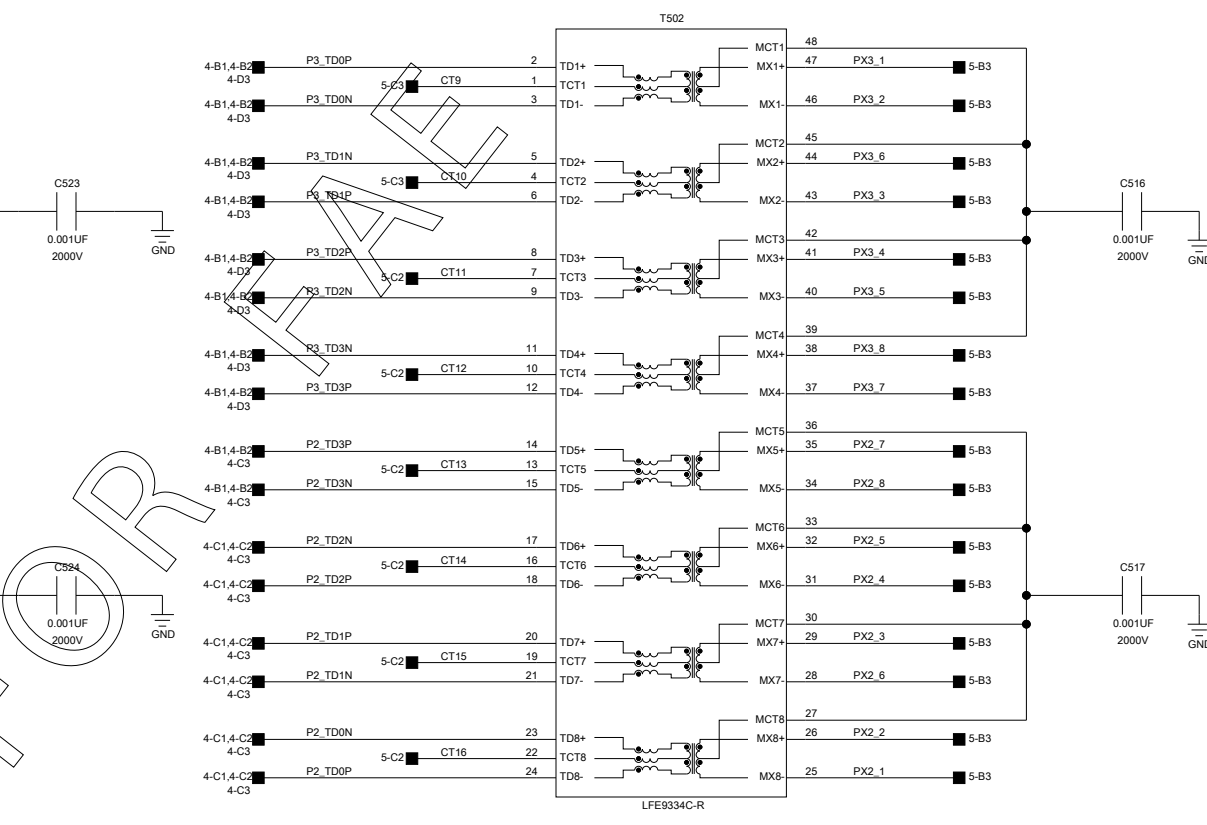 T502
MCT1 48
4-B1,4-B2 P3_TD0P 2 TD1+ MX1+ 47 PX3_1 5-B3
4-D3 5-C3 CT9 1 TCT1
4-B1,4-B2 P3_TD0N 3 TD1- MX1- 46 PX3_2 5-B3
4-D3
MCT2 45
4-B1,4-B2 P3_TD1N 5 TD2+ MX2+ 44 PX3_6 5-B3
4-D3 5-C3 CT10 4 TCT2
4-B1,4-B2 P3_TD1P 6 TD2- MX2- 43 PX3_3 5-B3
4-D3
C523
0.001UF
2000V
GND
C516
0.001UF
2000V
GND
MCT3 42
4-B1,4-B2 P3_TD2P 8 TD3+ MX3+ 41 PX3_4 5-B3
4-D3 5-C2 CT11 7 TCT3
4-B1,4-B2 P3_TD2N 9 TD3- MX3- 40 PX3_5 5-B3
4-D3
MCT4 39
4-B1,4-B2 P3_TD3N 11 TD4+ MX4+ 38 PX3_8 5-B3
4-D3 5-C2 CT12 10 TCT4
4-B1,4-B2 P3_TD3P 12 TD4- MX4- 37 PX3_7 5-B3
4-D3
MCT5 36
4-B1,4-B2 P2_TD3P 14 TD5+ MX5+ 35 PX2_7 5-B3
4-C3 5-C2 CT13 13 TCT5
4-B1,4-B2 P2_TD3N 15 TD5- MX5- 34 PX2_8 5-B3
4-C3
MCT6 33
4-C1,4-C2 P2_TD2N 17 TD6+ MX6+ 32 PX2_5 5-B3
4-C3 5-C2 CT14 16 TCT6
4-C1,4-C2 P2_TD2P 18 TD6- MX6- 31 PX2_4 5-B3
4-C3
C524
0.001UF
2000V
GND
C517
0.001UF
2000V
GND
MCT7 30
4-C1,4-C2 P2_TD1P 20 TD7+ MX7+ 29 PX2_3 5-B3
4-C3 5-C2 CT15 19 TCT7
4-C1,4-C2 P2_TD1N 21 TD7- MX7- 28 PX2_6 5-B3
4-C3
MCT8 27
4-C1,4-C2 P2_TD0N 23 TD8+ MX8+ 26 PX2_2 5-B3
4-C3 5-C2 CT16 22 TCT8
4-C1,4-C2 P2_TD0P 24 TD8- MX8- 25 PX2_1 5-B3
4-C3
LFE9334C-R
OR
FAE